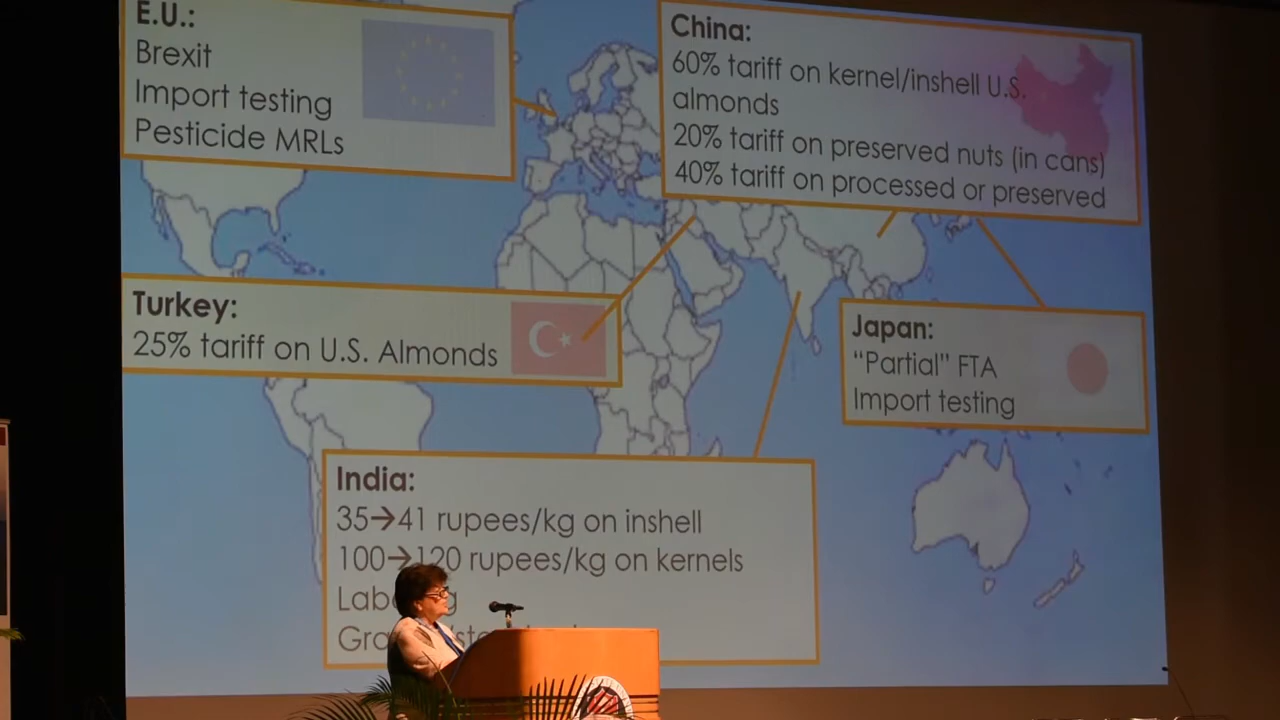 E.U.:
Brexit
Import testing
Pesticide MRLs
China:
60% tariff on kernel/inshell U.S.
almonds
20% tariff on preserved nuts (in cans)
40% tariff on processed or preserved
Turkey:
25% tariff on U.S. Almonds
Japan:
“Partial” FTA
Import testing
India:
35→41 rupees/kg on inshell
100→120 rupees/kg on kernels